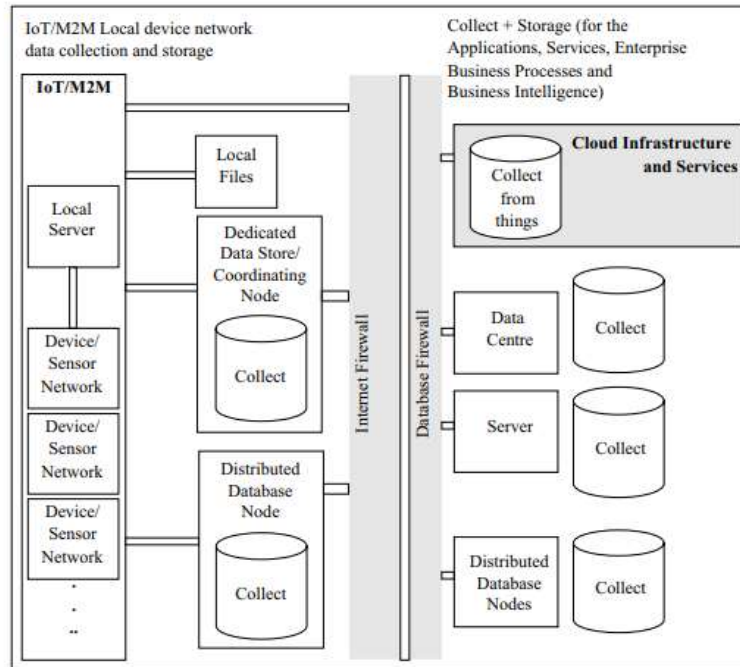 IoT/M2M Local device network
data collection and storage
IoT/M2M
Local
Server
Device/
Sensor
Network
Device/
Sensor
Network
Device/
Sensor
Network
.
.
..
Local
Files
Dedicated
Data Store/
Coordinating
Node
Collect
Distributed
Database
Node
Collect
Internet Firewall
Database Firewall
Collect + Storage (for the
Applications, Services, Enterprise
Business Processes and
Business Intelligence)
Cloud Infrastructure
and Services
Collect
from
things
Data
Centre
Collect
Server
Collect
Distributed
Database
Nodes
Collect